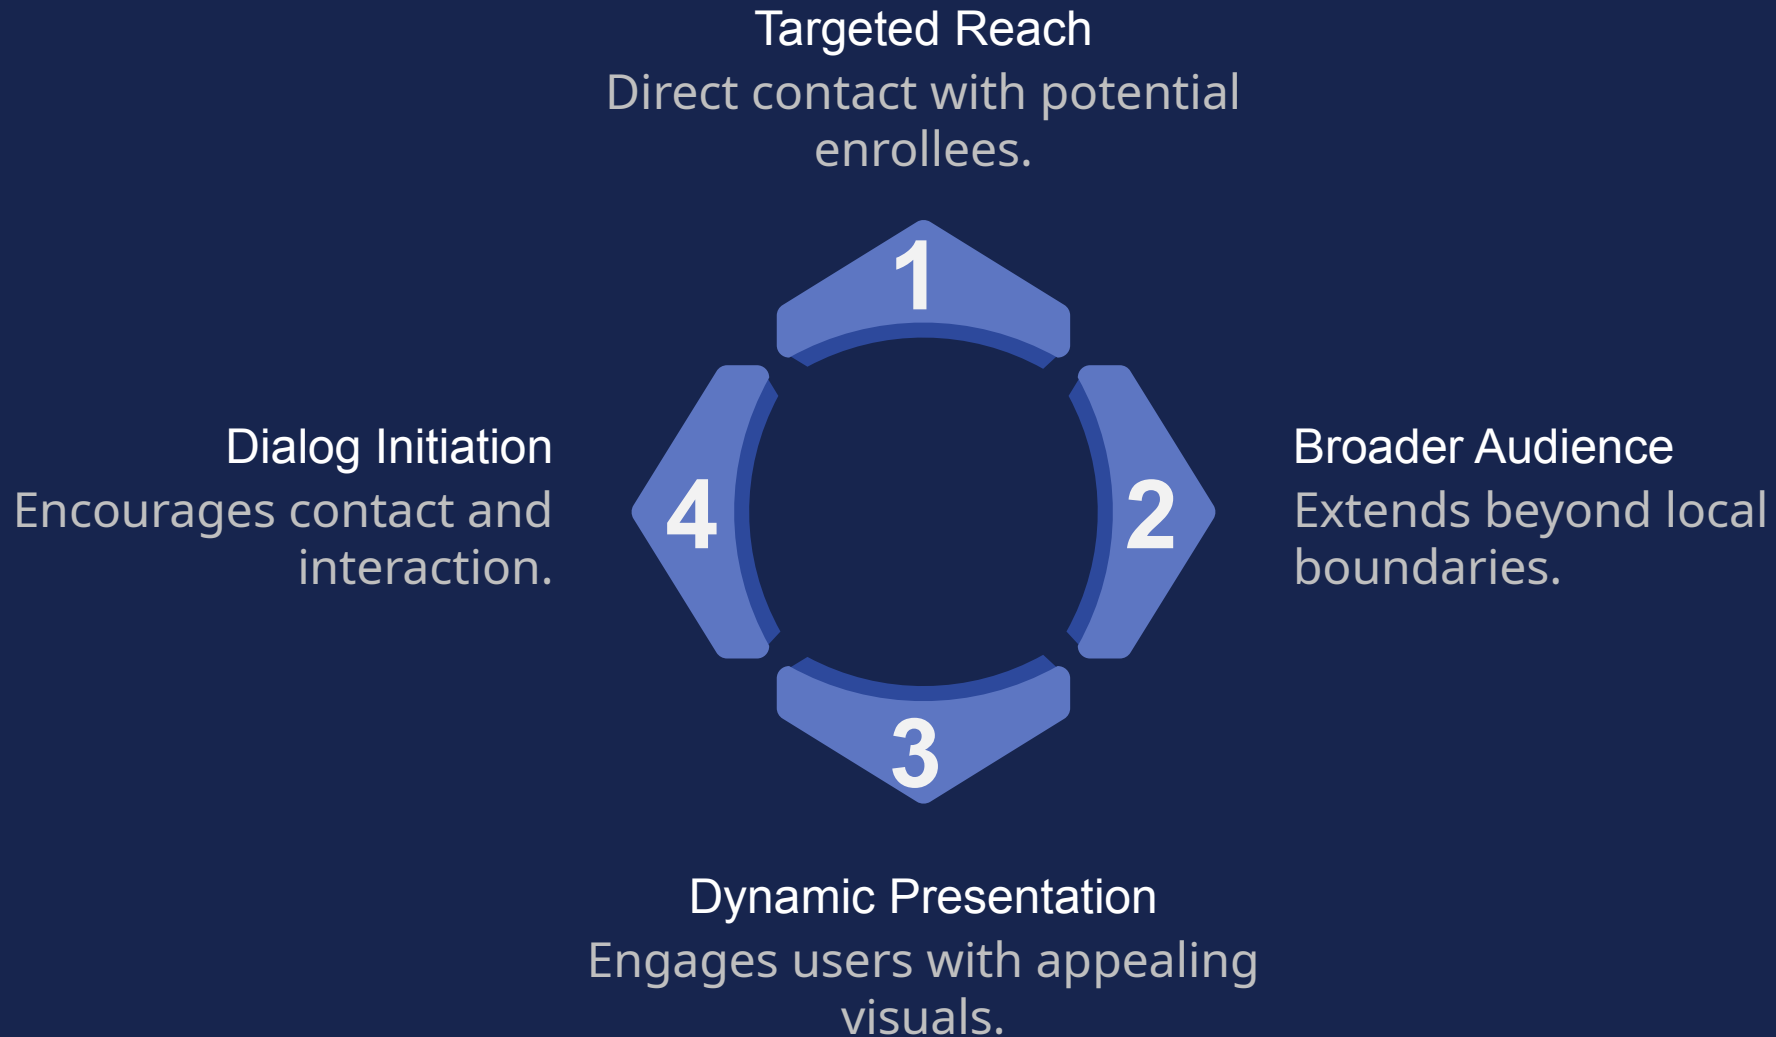 Targeted Reach
Direct contact with potential
enrollees.
1
Dialog Initiation
Encourages contact and
interaction.
4
2
Broader Audience
Extends beyond local
boundaries.
3
Dynamic Presentation
Engages users with appealing
visuals.